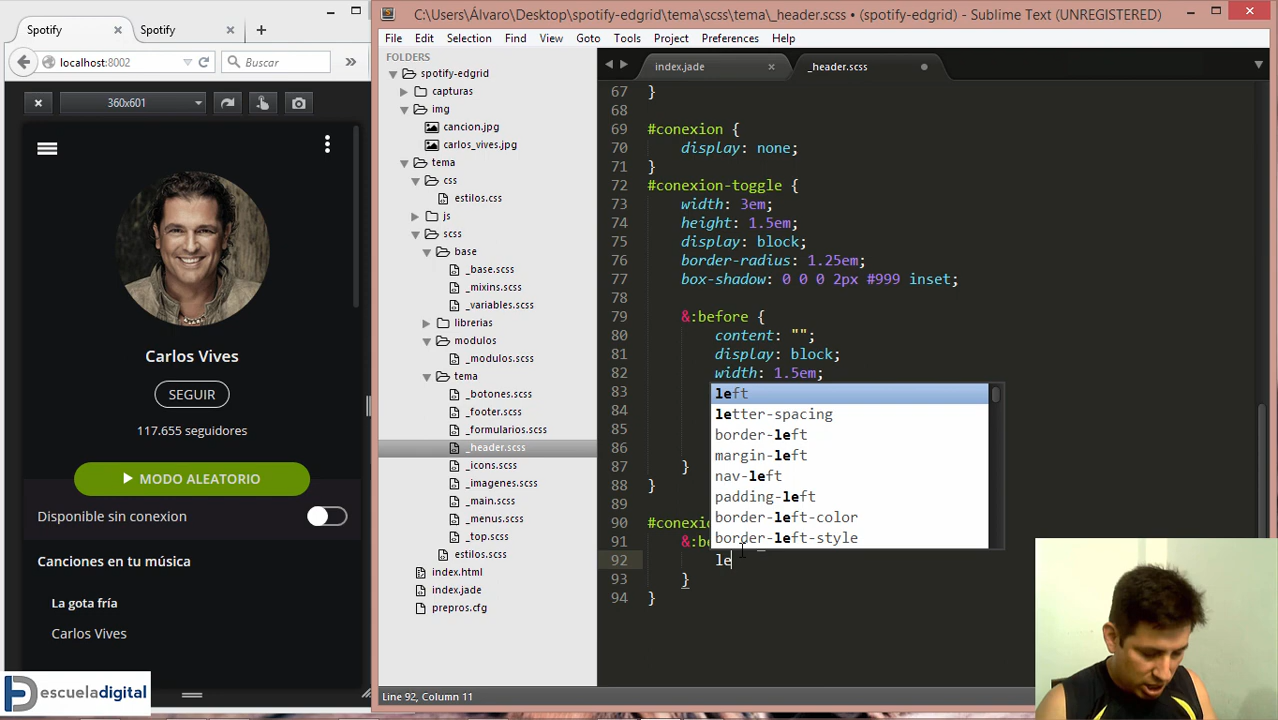 Spotify
Spotify
localhost:8002
Buscar
360x601
Carlos Vives
SEGUIR
117.655 seguidores
MODO ALEATORIO
Disponible sin conexion
Canciones en tu música
La gota fría
Carlos Vives
escueladigital
C:\Users\Álvaro\Desktop\spotify-edgrid\tema\scss\tema\_header.scss • (spotify-edgrid) - Sublime Text (UNREGISTERED)
File Edit Selection Find View Goto Tools Project Preferences Help
FOLDERS
spotify-edgrid
capturas
img
cancion.jpg
carlos_vives.jpg
tema
css
estilos.css
js
scss
base
_base.scss
_mixins.scss
_variables.scss
librerias
modulos
_modulos.scss
tema
_botones.scss
_footer.scss
_formularios.scss
_header.scss
_icons.scss
_imagenes.scss
_main.scss
_menus.scss
_top.scss
estilos.scss
index.html
index.jade
prepros.cfg
index.jade
_header.scss
67 }
68
69 #conexion {
70 display: none;
71 }
72 #conexion-toggle {
73 width: 3em;
74 height: 1.5em;
75 display: block;
76 border-radius: 1.25em;
77 box-shadow: 0 0 0 2px #999 inset;
78
79 &:before {
80 content: "";
81 display: block;
82 width: 1.5em;
83
84
85
86
87 }
88 }
89
90 #conexio
91 &:be
92 le
93 }
94 }
left
letter-spacing
border-left
margin-left
nav-left
padding-left
border-left-color
border-left-style
Line 92, Column 11